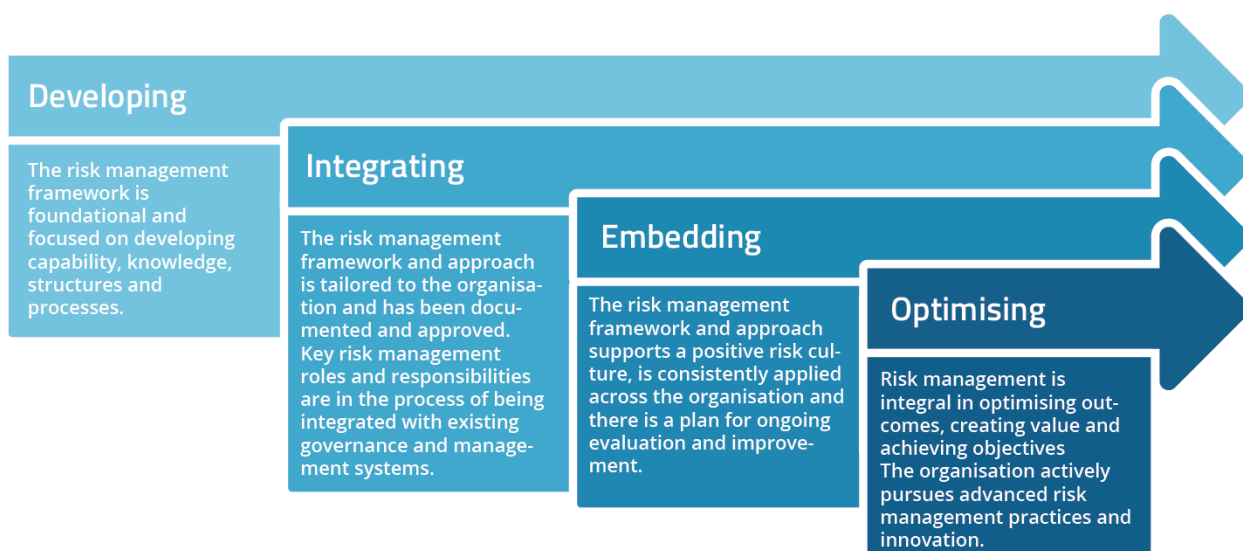 Developing
The risk management
framework is
foundational and
focused on developing
capability, knowledge,
structures and
processes.
Integrating
The risk management
framework and approach
is tailored to the organisa-
tion and has been docu-
mented and approved.
Key risk management
roles and responsibilities
are in the process of being
integrated with existing
governance and manage-
ment systems.
Embedding
The risk management
framework and approach
supports a positive risk cul-
ture, is consistently applied
across the organisation and
there is a plan for ongoing
evaluation and improve-
ment.
Optimising
Risk management is
integral in optimising out-
comes, creating value and
achieving objectives
The organisation actively
pursues advanced risk
management practices and
innovation.